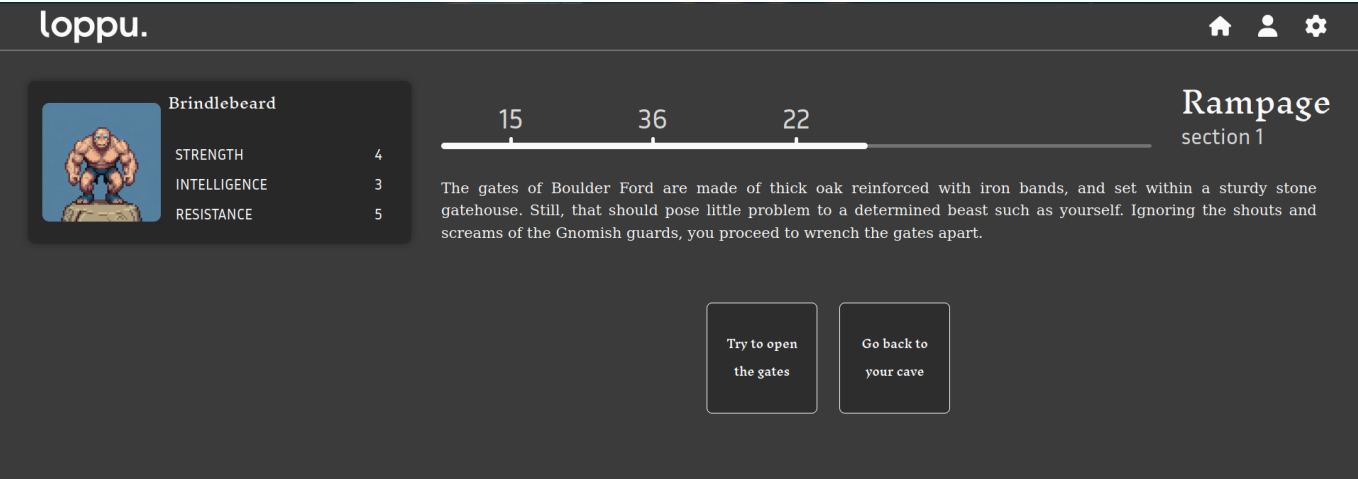 loppu.
Brindlebeard
STRENGTH 4
INTELLIGENCE 3
RESISTANCE 5
15 36 22
Rampage
section 1
The gates of Boulder Ford are made of thick oak reinforced with iron bands, and set within a sturdy stone
gatehouse. Still, that should pose little problem to a determined beast such as yourself. Ignoring the shouts and
screams of the Gnomish guards, you proceed to wrench the gates apart.
Try to open
the gates
Go back to
your cave